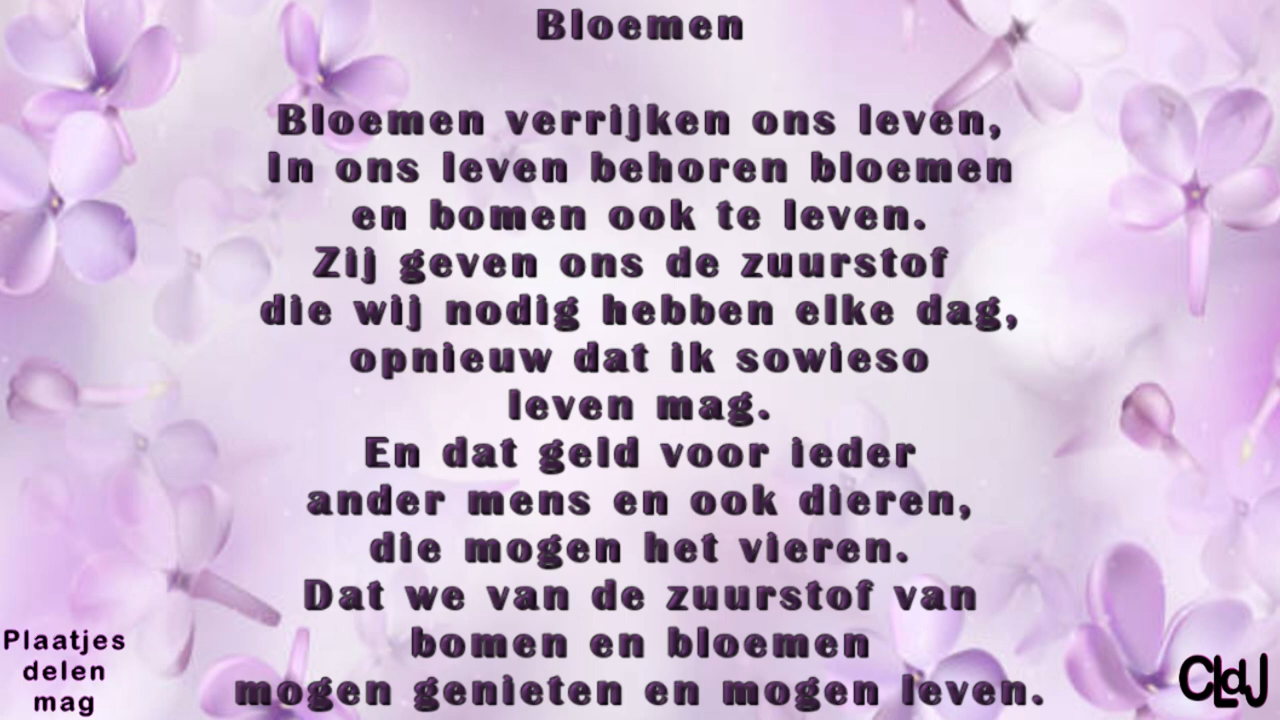 Bloemen
Bloemen verrijken ons leven,
In ons leven behoren bloemen
en bomen ook te leven.
Zij geven ons de zuurstof
die wij nodig hebben elke dag,
opnieuw dat ik sowieso
leven mag.
En dat geld voor ieder
ander mens en ook dieren,
die mogen het vieren.
Dat we van de zuurstof van
bomen en bloemen
mogen genieten en mogen leven.
Plaatjes
delen
mag
CLdJ